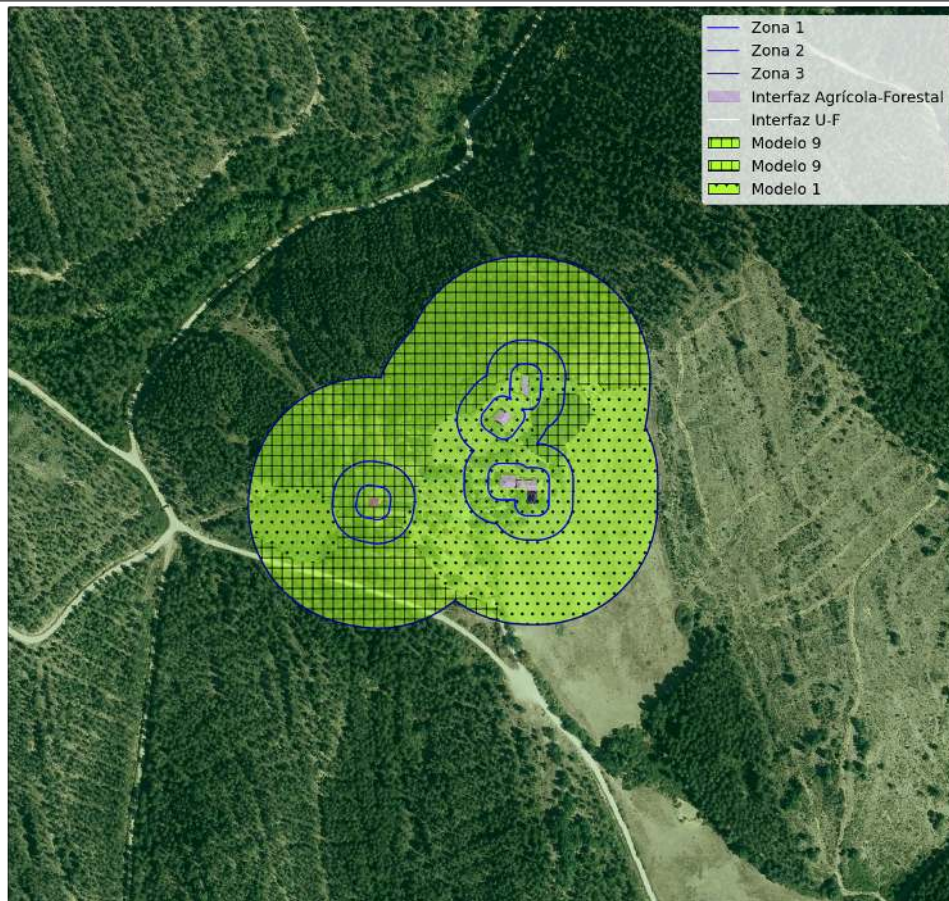 Zona 1
Zona 2
Zona 3
Interfaz Agrícola-Forestal
Interfaz U-F
Modelo 9
Modelo 9
Modelo 1